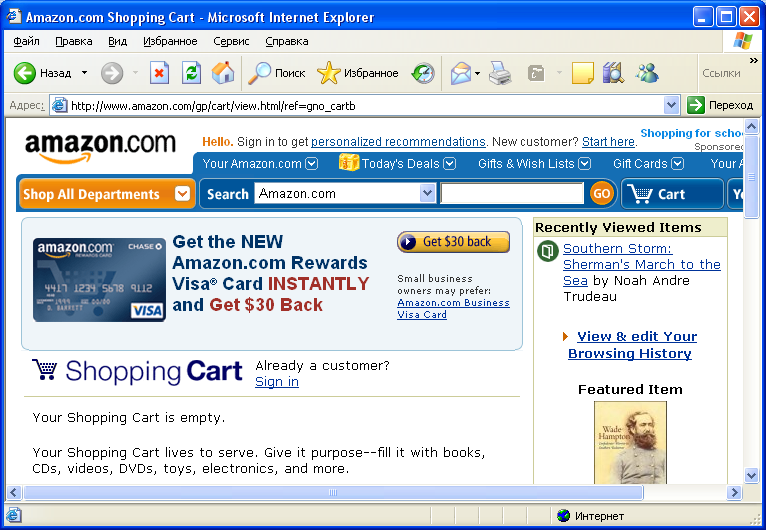 Amazon.com Shopping Cart - Microsoft Internet Explorer
Файл Правка Вид Избранное Сервис Справка
Назад Поиск Избранное Ссылки »
Адрес: http://www.amazon.com/gp/cart/view.html/ref=gno_cartb Переход
amazon.com
Shopping for
Hello. Sign in to get personalized recommendations. New customer? Start here.
Sponsored
Your Amazon.com Today's Deals Gifts & Wish Lists Gift Cards Your A
Shop All Departments Search Amazon.com GO Cart
Get the NEW
Amazon.com Rewards
Visa® Card INSTANTLY
and Get $30 Back
amazon.com
REWARDS CARD
CHASE
4417 1234 5678 9112
D. BARRETT
VISA
Get $30 back
Small business
owners may prefer:
Amazon.com Business
Visa Card
Shopping Cart
Already a customer?
Sign in
Your Shopping Cart is empty.
Your Shopping Cart lives to serve. Give it purpose--fill it with books,
CDs, videos, DVDs, toys, electronics, and more.
Recently Viewed Items
Southern Storm:
Sherman's March to the
Sea by Noah Andre
Trudeau
View & edit Your
Browsing History
Featured Item
Wade
Hampton
Интернет